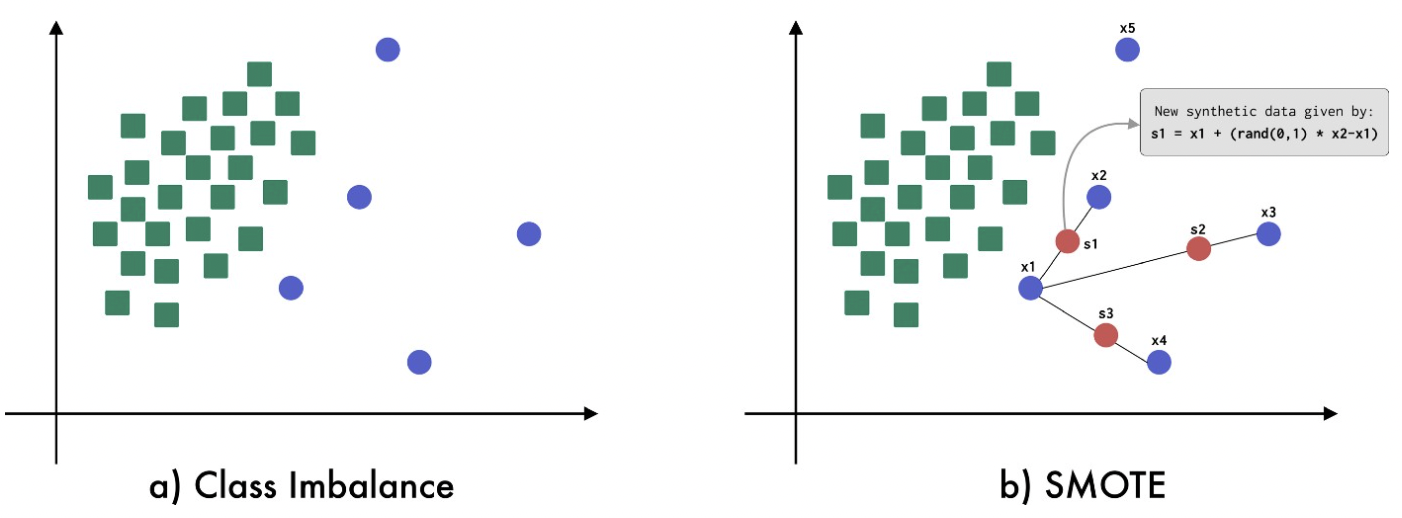 x5
New synthetic data given by:
s1 = x1 + (rand(0,1) * x2-x1)
x2
x3
s2
s1
x1
s3
x4
a) Class Imbalance
b) SMOTE